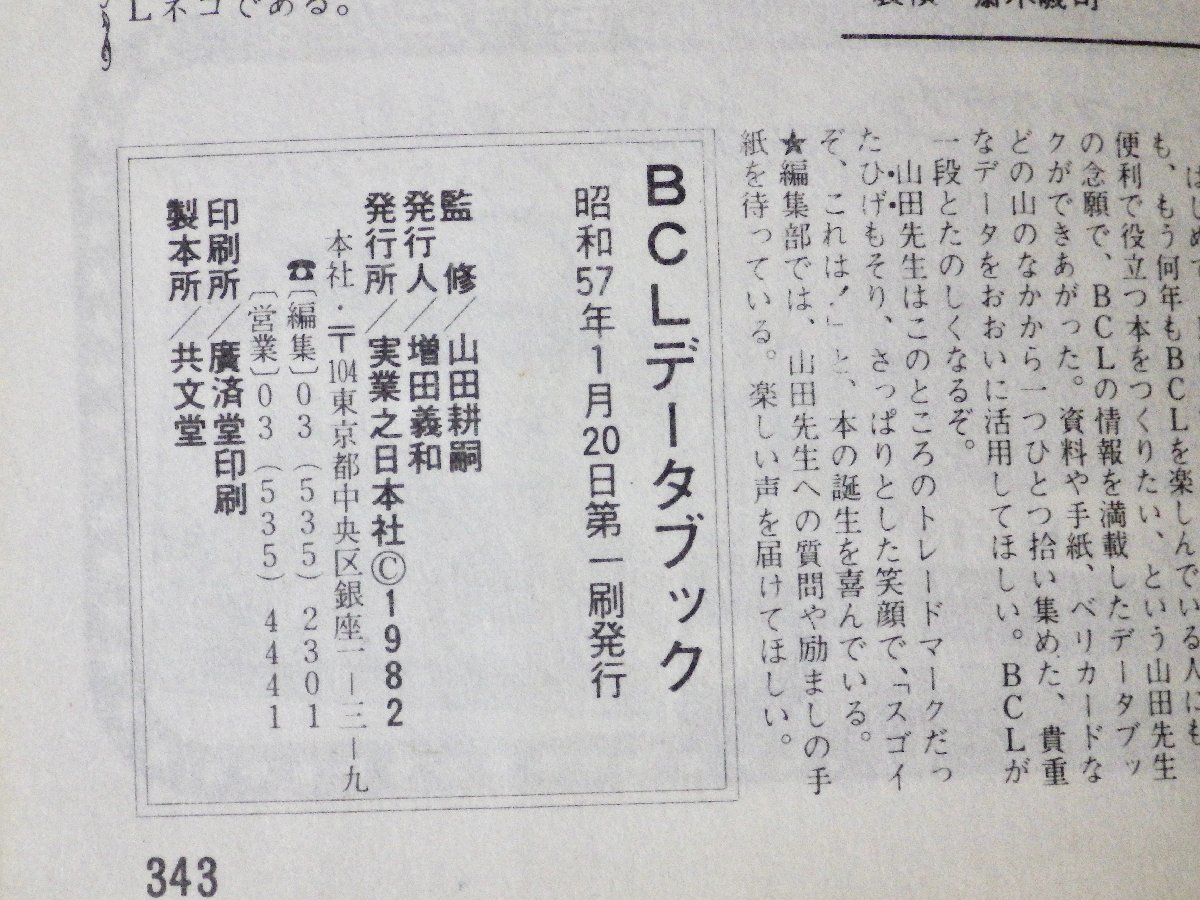 Lネコである。
も、もう何年もBCLを楽しんでいる人にも
便利で役立つ本をつくりたい、という山田先生
の念願で、BCLの情報を満載したデータブッ
クができあがった。資料や手紙、ベリカードな
どの山のなかから一つひとつ拾い集めた、貴重
なデータをおおいに活用してほしい。BCLが
一段とたのしくなるぞ。
山田先生はこのところのトレードマークだっ
たひげもそり、さっぱりとした笑顔で、「スゴイ
ぞ、これは!」と、本の誕生を喜んでいる。
★編集部では、山田先生への質問や励ましの手
紙を待っている。楽しい声を届けてほしい。
BCLデータブック
昭和57年1月20日第一刷発行
監 修/山田耕嗣
発行人/増田義和
発行所/実業之日本社©1982
本社・〒104東京都中央区銀座一-三-九
☎〔編集〕03(535)2301
〔営業〕03(535)4441
印刷所/廣済堂印刷
製本所/共文堂
343